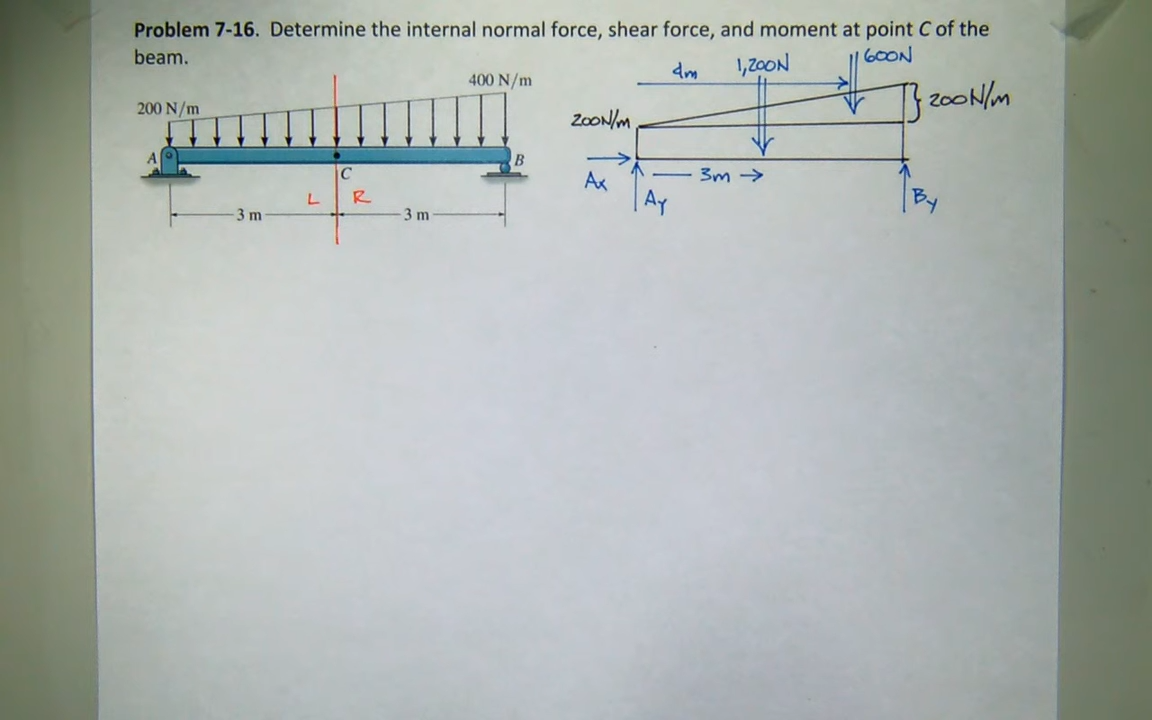 Problem 7-16. Determine the internal normal force, shear force, and moment at point C of the
beam.
400 N/m
200 N/m
A
B
C
L R
3 m
3 m
4m
1,200N
600N
200N/m
200N/m
Ax
Ay
3m
By